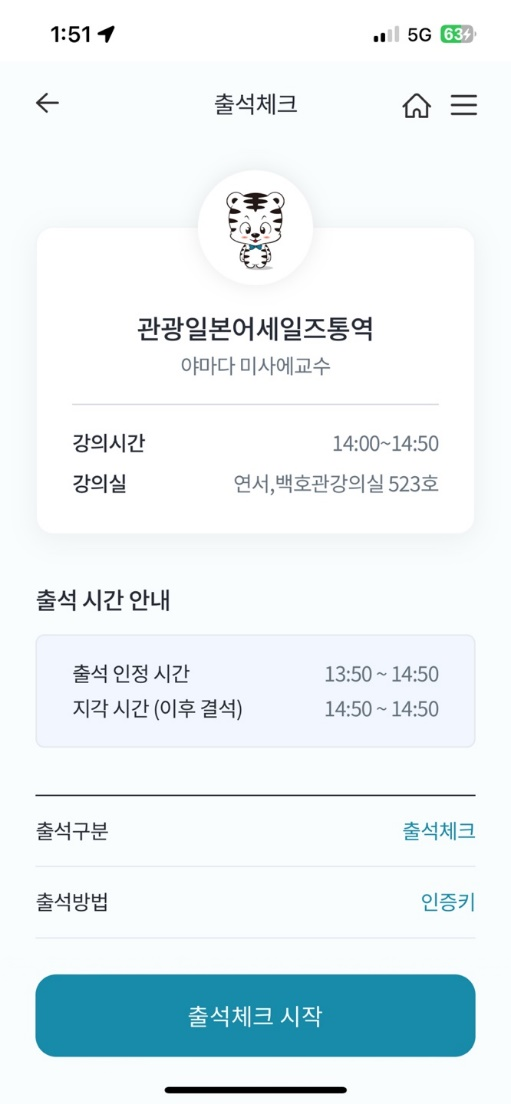 1:51
5G 63
출석체크
관광일본어세일즈통역
야마다 미사에교수
강의시간 14:00~14:50
강의실 연서,백호관강의실 523호
출석 시간 안내
출석 인정 시간 13:50 ~ 14:50
지각 시간 (이후 결석) 14:50 ~ 14:50
출석구분 출석체크
출석방법 인증키
출석체크 시작